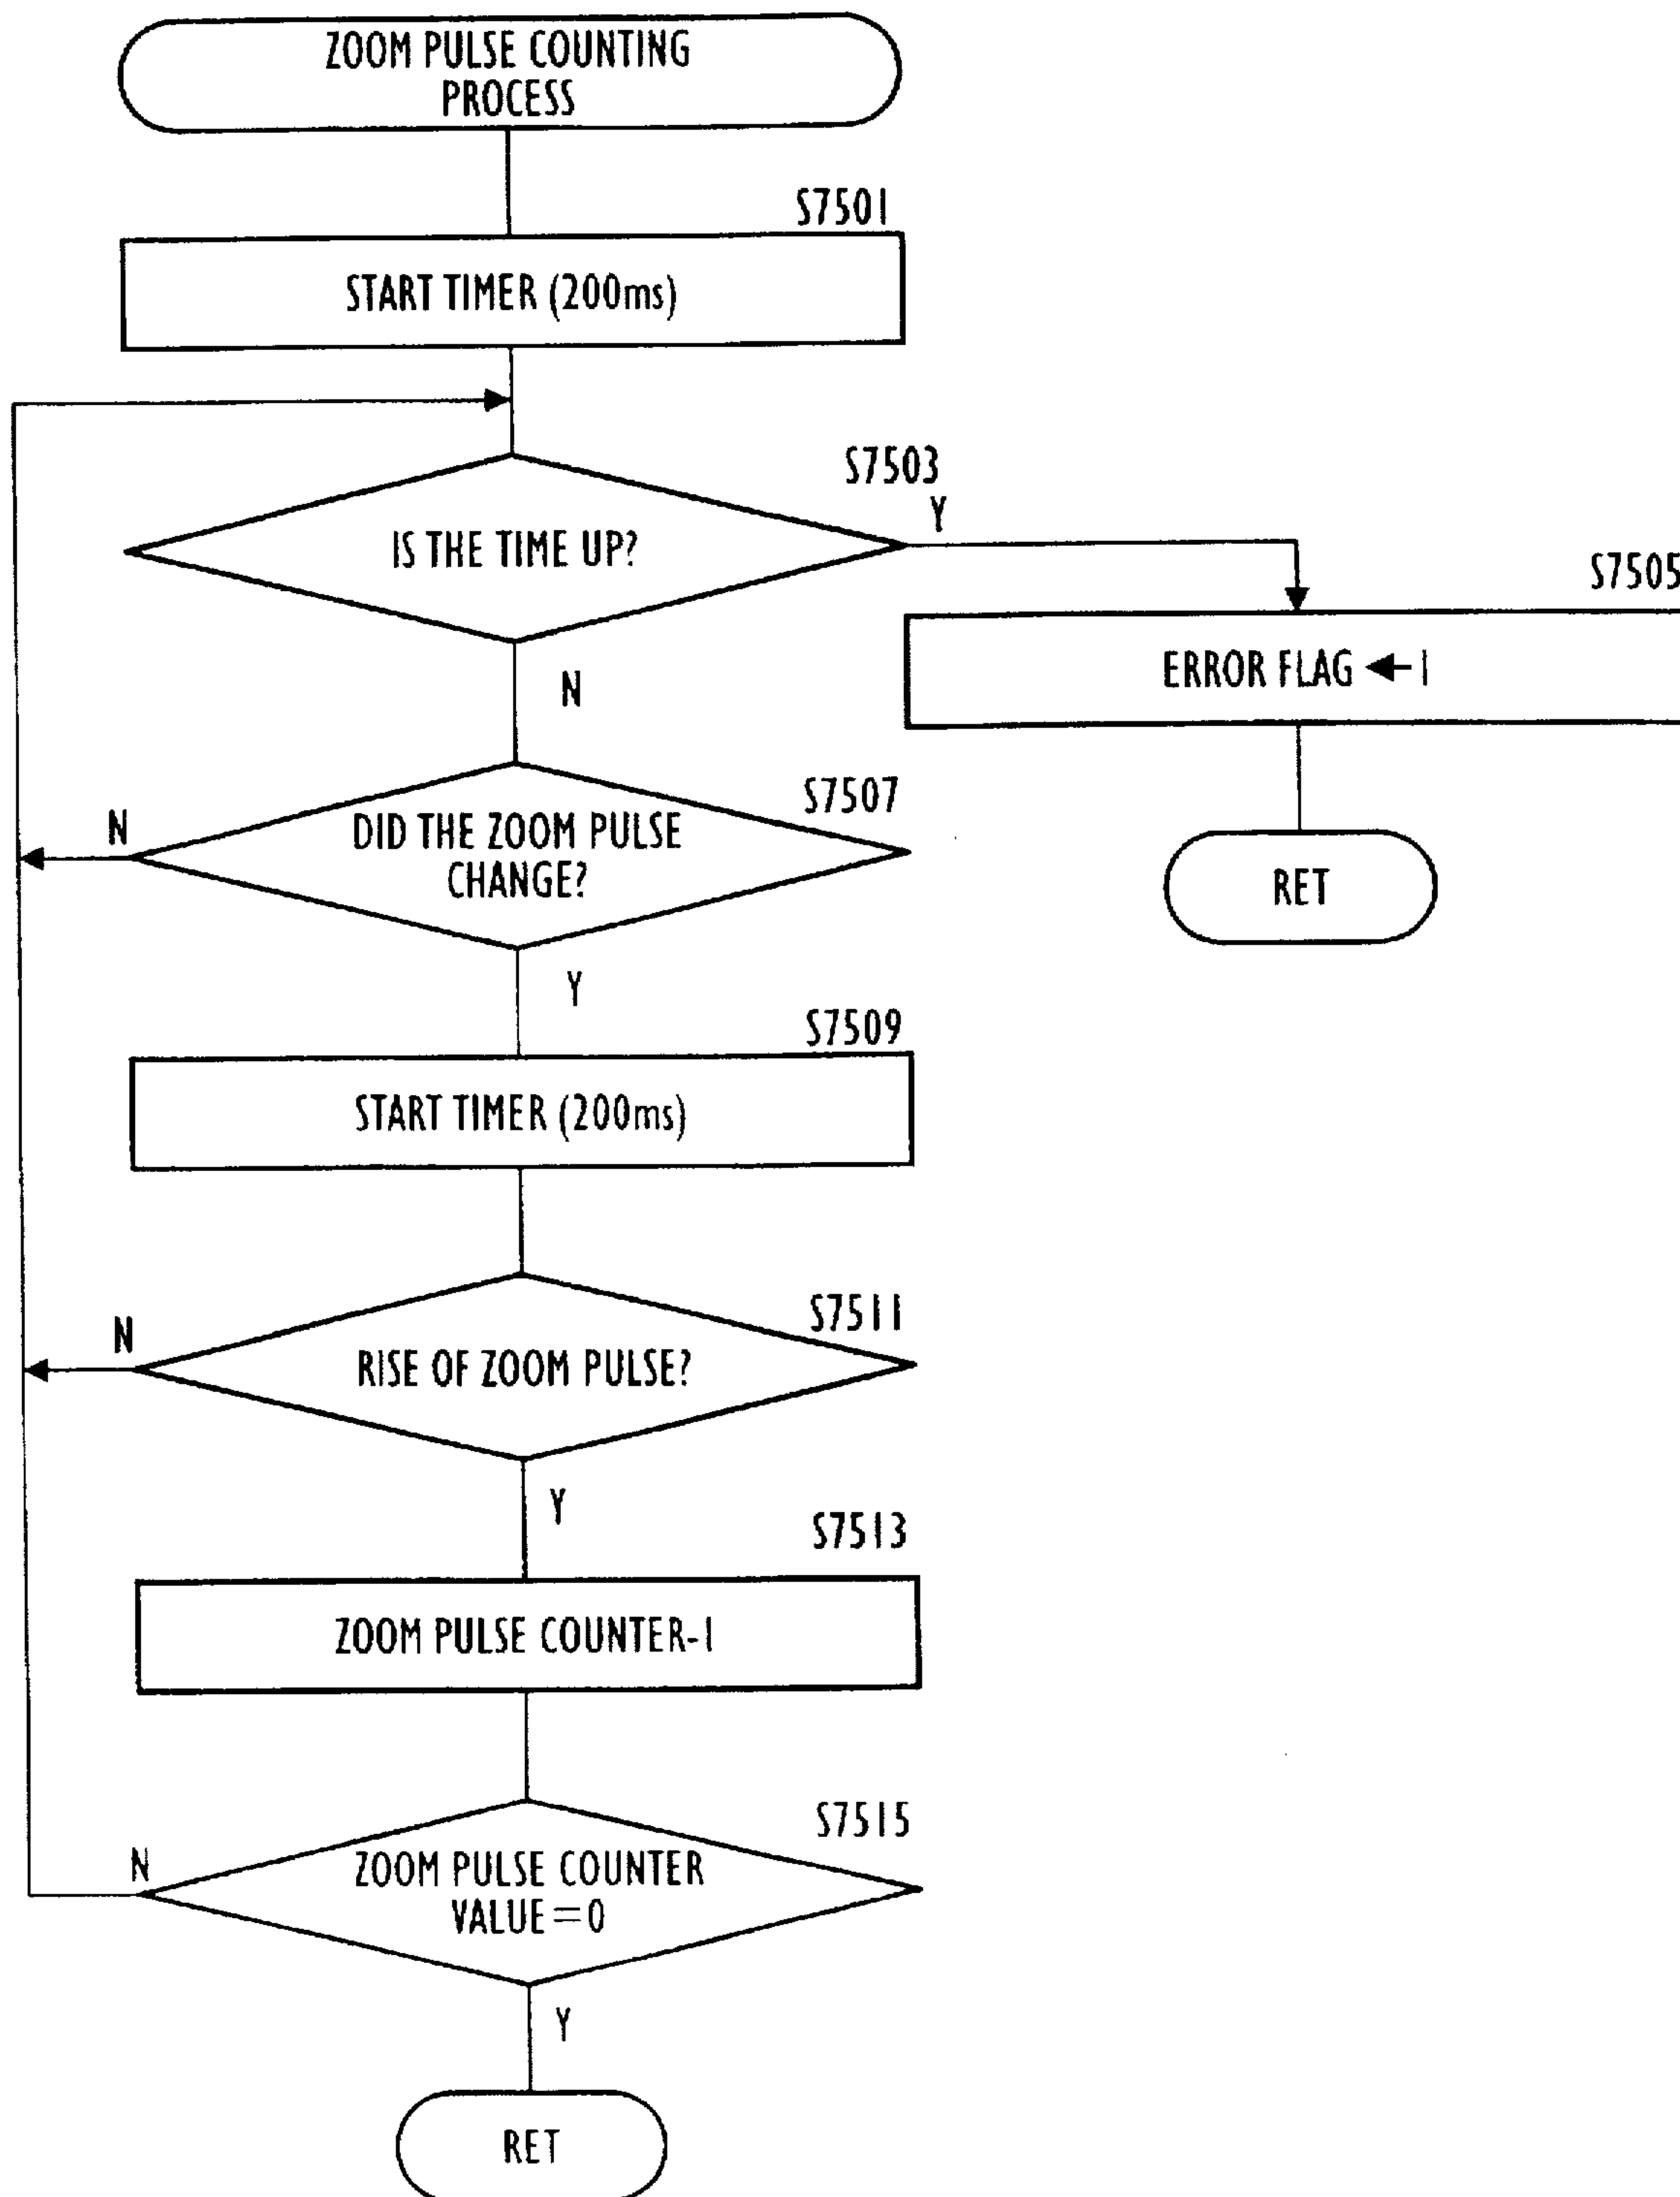 ZOOM PULSE COUNTING
PROCESS
S7501
START TIMER (200ms)
S7503
IS THE TIME UP?
Y
N
S7505
ERROR FLAG ← 1
RET
S7507
DID THE ZOOM PULSE
CHANGE?
N
Y
S7509
START TIMER (200ms)
S7511
RISE OF ZOOM PULSE?
N
Y
S7513
ZOOM PULSE COUNTER-1
S7515
ZOOM PULSE COUNTER
VALUE=0
N
Y
RET